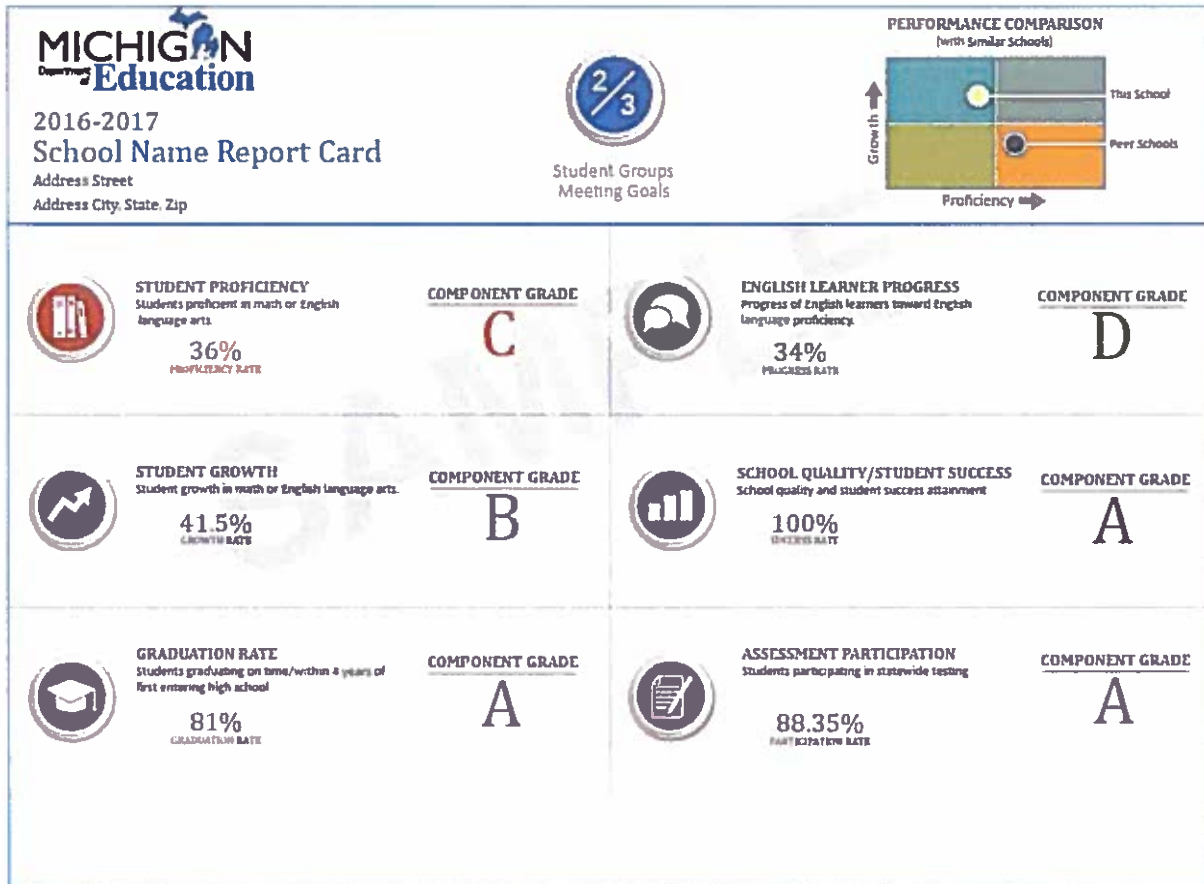 MICHIGAN
Department of Education
2016-2017
School Name Report Card
Address Street
Address City, State, Zip
2/3
Student Groups
Meeting Goals
PERFORMANCE COMPARISON
(with Similar Schools)
Growth
This School
Peer Schools
Proficiency
STUDENT PROFICIENCY
Students proficient in math or English
language arts.
36%
PROFICIENCY RATE
COMPONENT GRADE
C
ENGLISH LEARNER PROGRESS
Progress of English learners toward English
language proficiency.
34%
PROGRESS RATE
COMPONENT GRADE
D
STUDENT GROWTH
Student growth in math or English language arts.
41.5%
GROWTH RATE
COMPONENT GRADE
B
SCHOOL QUALITY/STUDENT SUCCESS
School quality and student success attainment
100%
SUCCESS RATE
COMPONENT GRADE
A
GRADUATION RATE
Students graduating on time/within 4 years of
first entering high school
81%
GRADUATION RATE
COMPONENT GRADE
A
ASSESSMENT PARTICIPATION
Students participating in statewide testing
88.35%
PARTICIPATION RATE
COMPONENT GRADE
A
SAMPLE